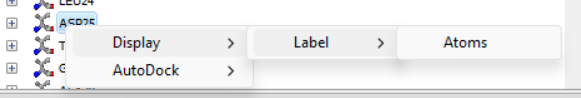 LEU24
ASP25
Display
Label
Atoms
AutoDock